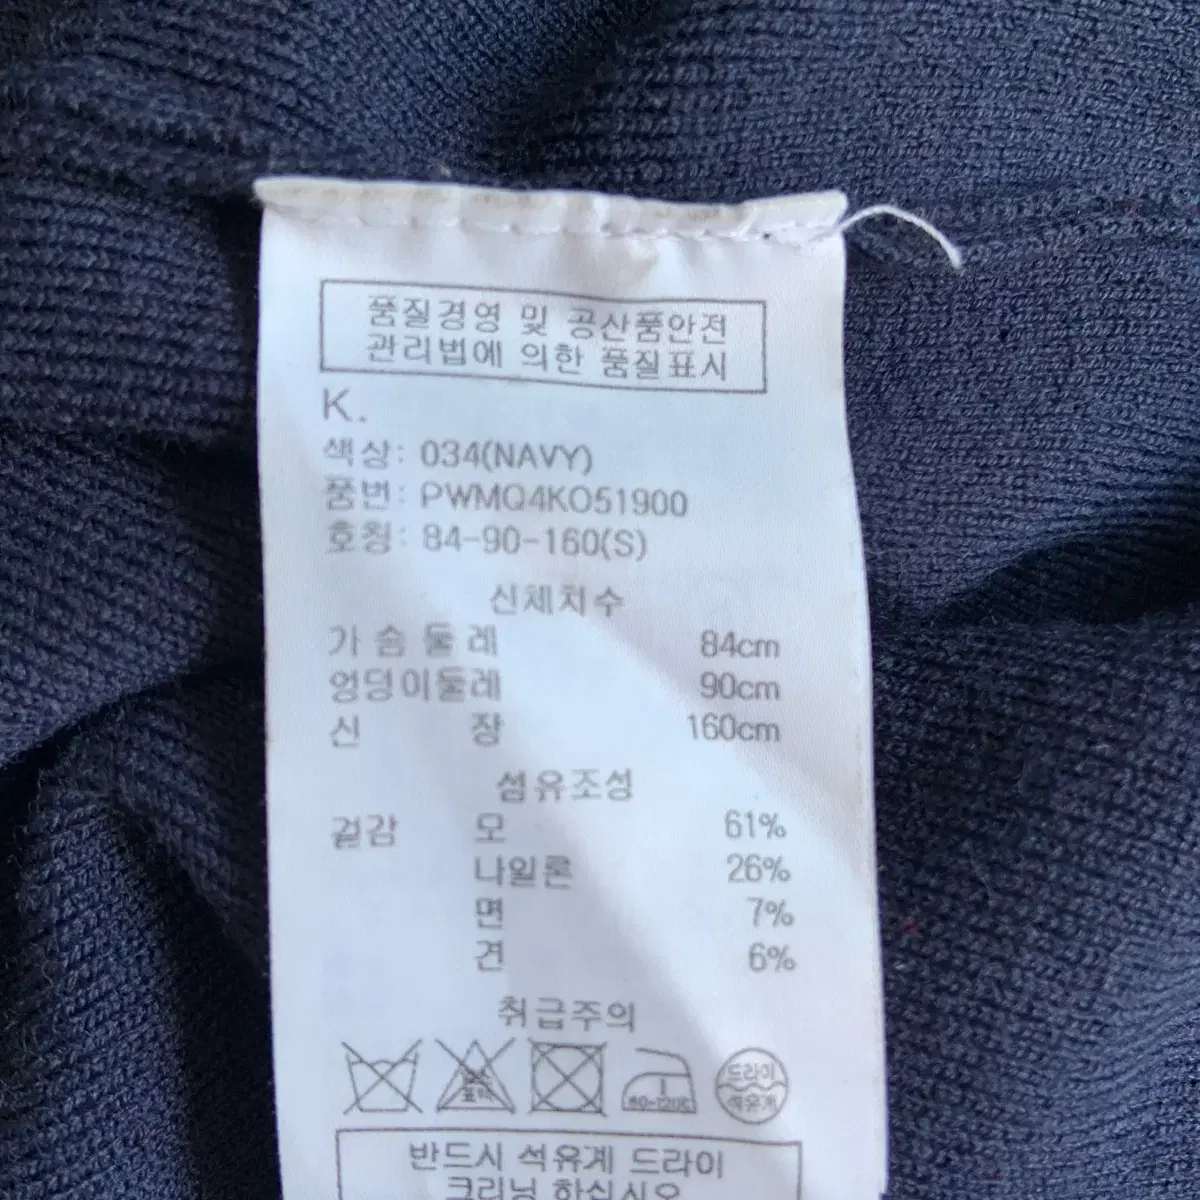 품질경영 및 공산품안전
관리법에 의한 품질표시
K.
색상: 034(NAVY)
품번: PWMQ4KO51900
호칭: 84-90-160(S)
신체치수
가슴둘레 84cm
엉덩이둘레 90cm
신장 160cm
섬유조성
겉감 모 61%
나일론 26%
면 7%
견 6%
취급주의
80-120℃
드라이
석유계
반드시 석유계 드라이
크리닝 하십시오